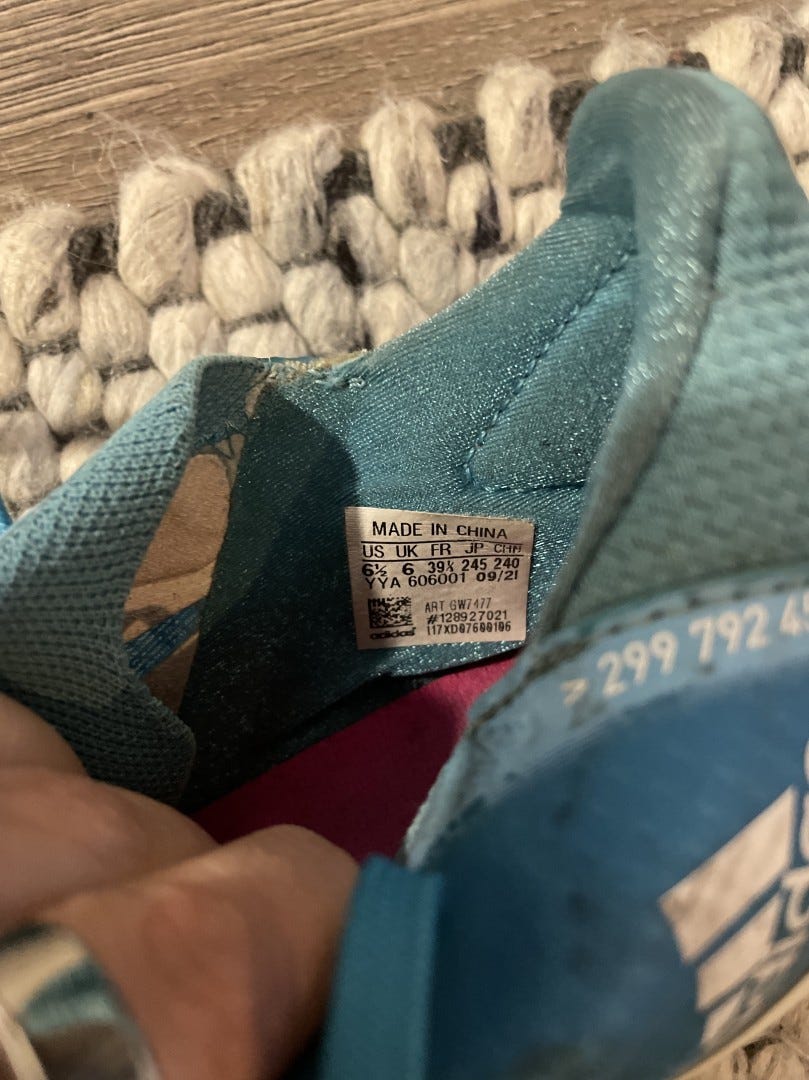 MADE IN CHINA
US UK FR JP CHN
6½ 6 39⅓ 245 240
YYA 606001 09/21
ART GW7477
#128927021
adidas
> 299 792 4